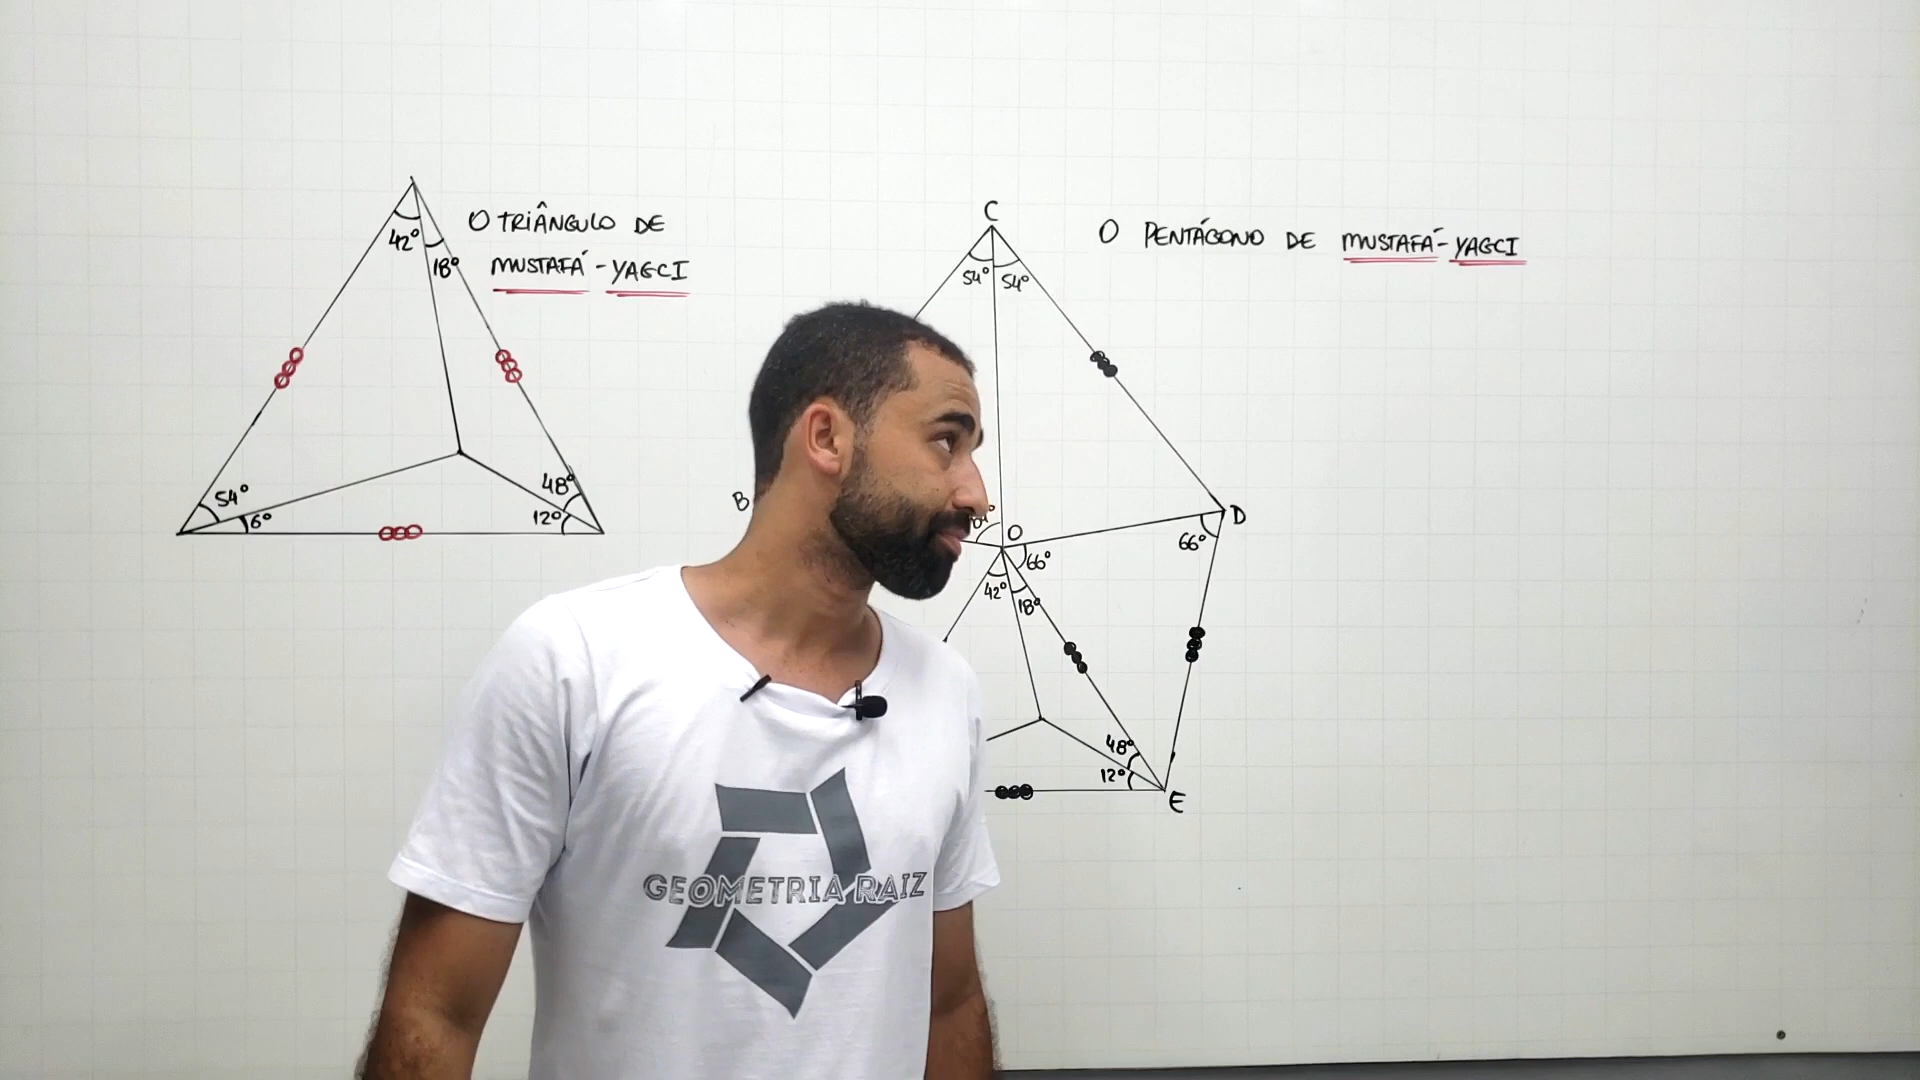 O TRIÂNGULO DE
MUSTAFÁ-YAGCI
42°
18°
54°
6°
48°
12°
O PENTÁGONO DE MUSTAFÁ-YAGCI
C
54° 54°
B
D
O
66°
66°
42°
18°
48°
12°
E
GEOMETRIA RAIZ